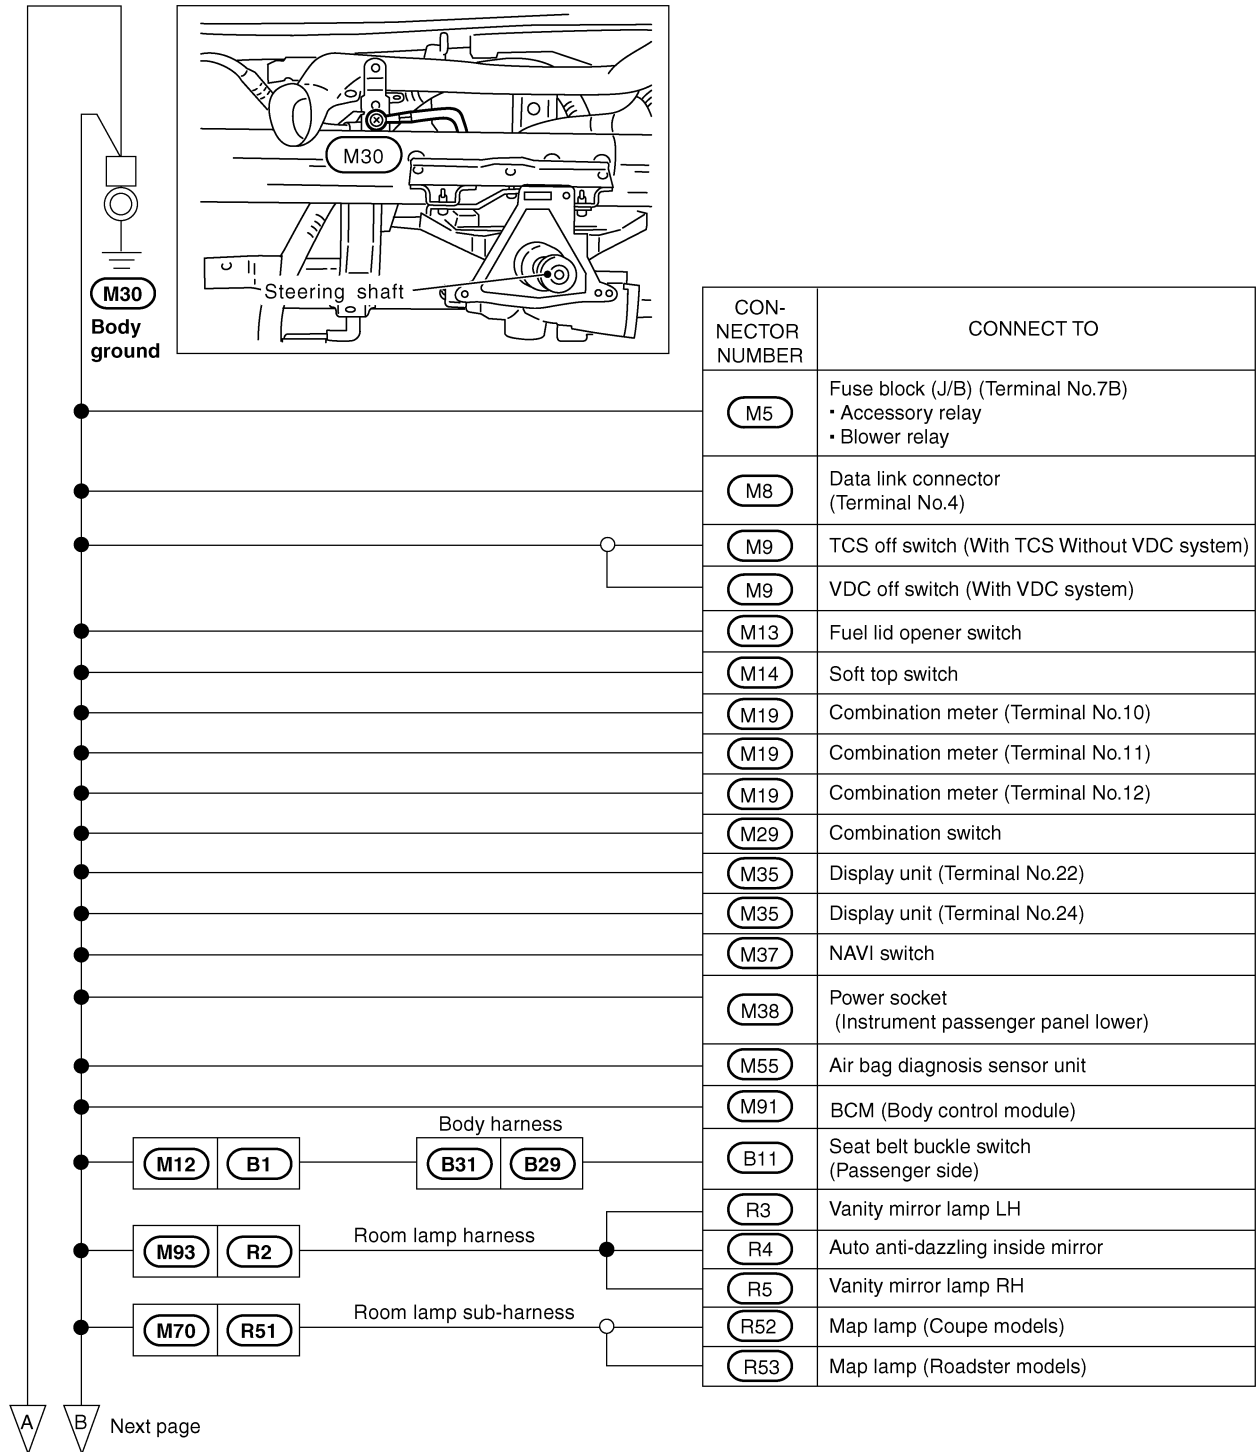 M30
Steering shaft
M30
Body
ground
CON-
NECTOR
NUMBER
CONNECT TO
M5
Fuse block (J/B) (Terminal No.7B)
▪ Accessory relay
▪ Blower relay
M8
Data link connector
(Terminal No.4)
M9
TCS off switch (With TCS Without VDC system)
M9
VDC off switch (With VDC system)
M13
Fuel lid opener switch
M14
Soft top switch
M19
Combination meter (Terminal No.10)
M19
Combination meter (Terminal No.11)
M19
Combination meter (Terminal No.12)
M29
Combination switch
M35
Display unit (Terminal No.22)
M35
Display unit (Terminal No.24)
M37
NAVI switch
M38
Power socket
(Instrument passenger panel lower)
M55
Air bag diagnosis sensor unit
M91
BCM (Body control module)
Body harness
M12
B1
B31
B29
B11
Seat belt buckle switch
(Passenger side)
R3
Vanity mirror lamp LH
M93
R2
Room lamp harness
R4
Auto anti-dazzling inside mirror
R5
Vanity mirror lamp RH
M70
R51
Room lamp sub-harness
R52
Map lamp (Coupe models)
R53
Map lamp (Roadster models)
A
B
Next page